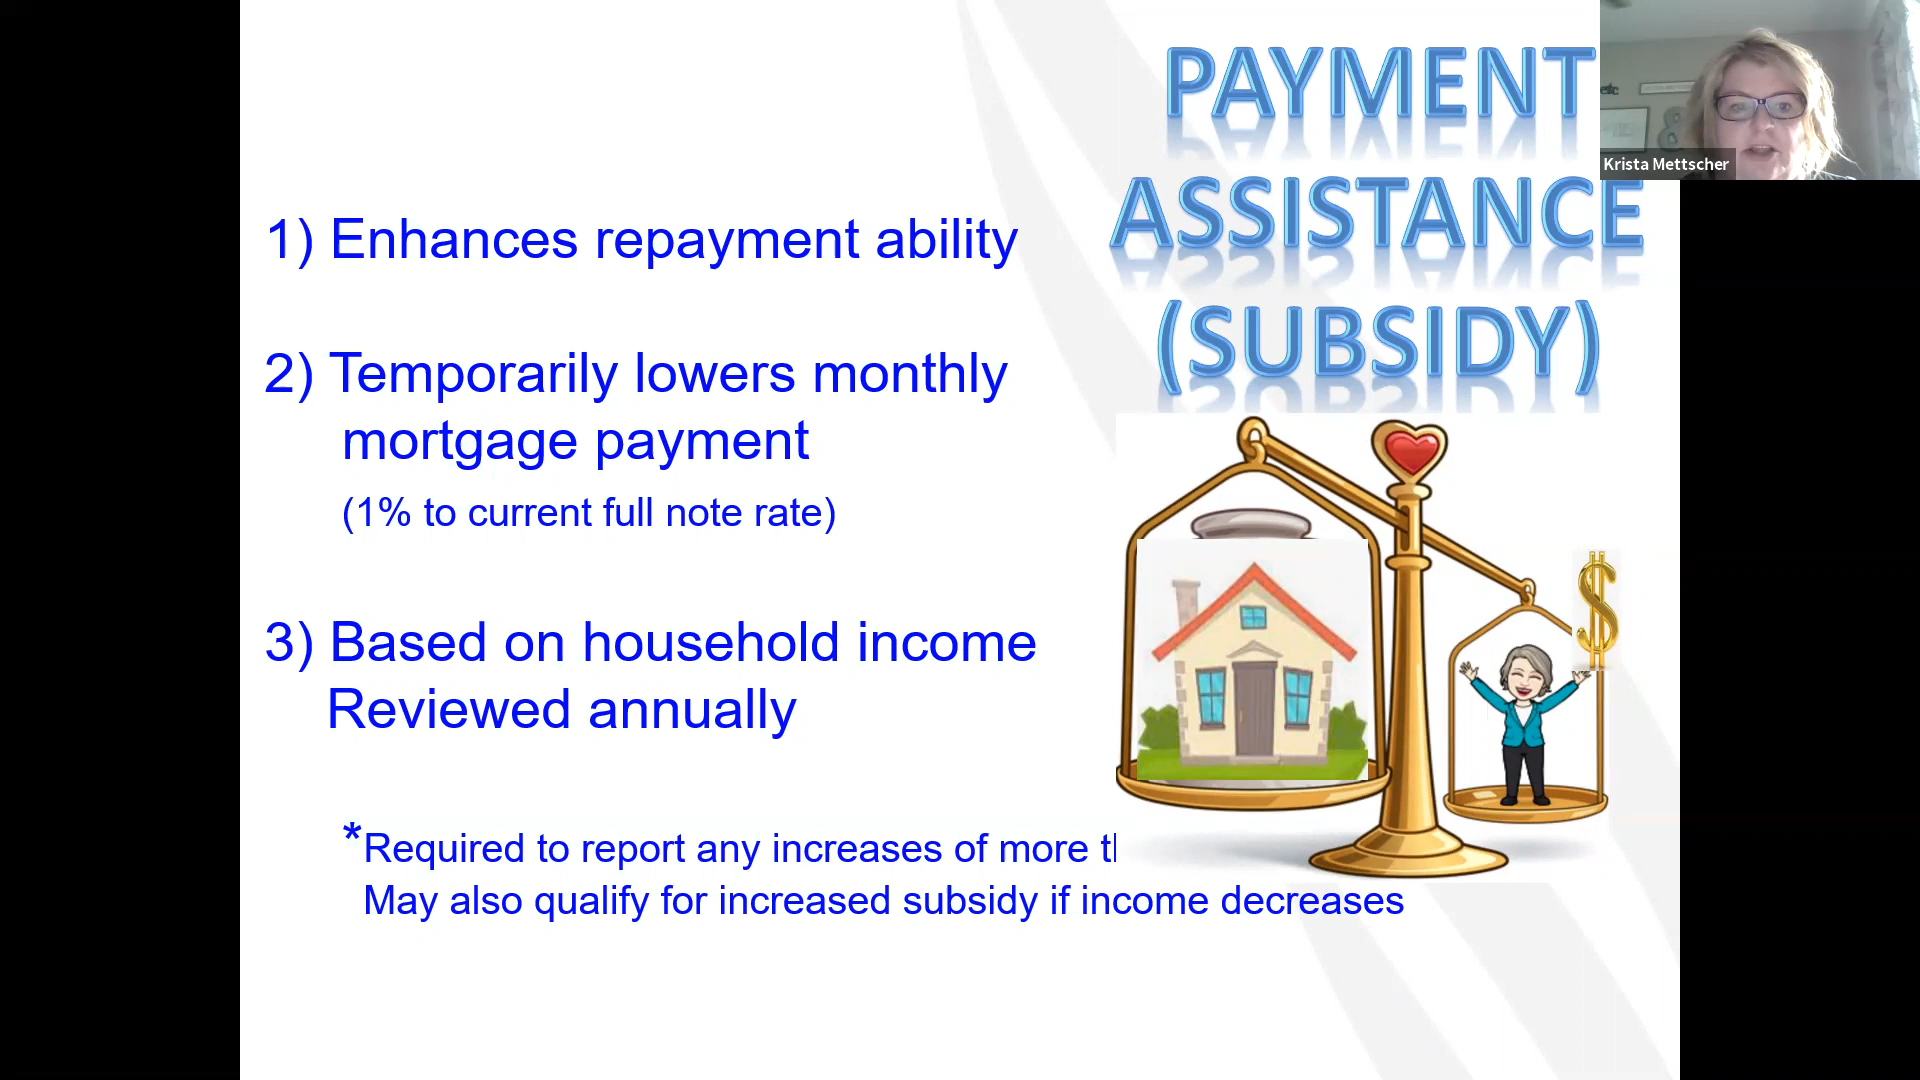 PAYMENT
ASSISTANCE
(SUBSIDY)
Krista Mettscher
1) Enhances repayment ability
2) Temporarily lowers monthly
mortgage payment
(1% to current full note rate)
3) Based on household income
Reviewed annually
*Required to report any increases of more
May also qualify for increased subsidy if income decreases
$